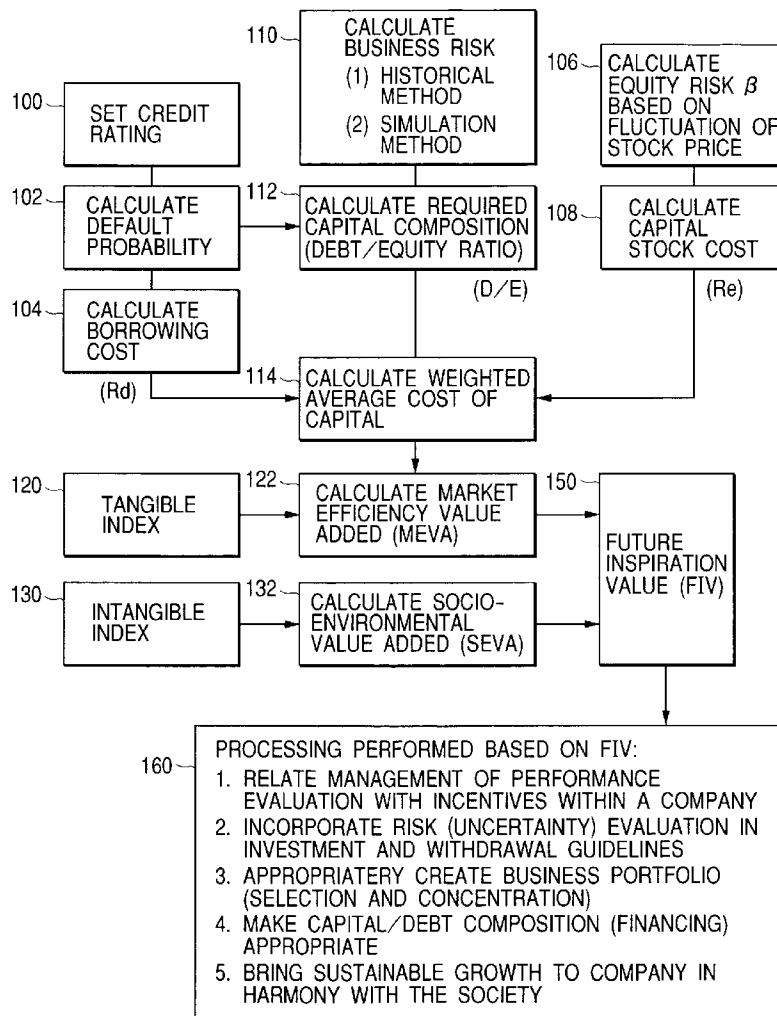 110
CALCULATE
BUSINESS RISK
(1) HISTORICAL
METHOD
(2) SIMULATION
METHOD
106
CALCULATE
EQUITY RISK β
BASED ON
FLUCTUATION OF
STOCK PRICE
100
SET CREDIT
RATING
102
CALCULATE
DEFAULT
PROBABILITY
112
CALCULATE REQUIRED
CAPITAL COMPOSITION
(DEBT/EQUITY RATIO)
108
CALCULATE
CAPITAL
STOCK COST
(D/E)
(Re)
104
CALCULATE
BORROWING
COST
(Rd)
114
CALCULATE WEIGHTED
AVERAGE COST OF
CAPITAL
120
TANGIBLE
INDEX
122
CALCULATE MARKET
EFFICIENCY VALUE
ADDED (MEVA)
150
FUTURE
INSPIRATION
VALUE (FIV)
130
INTANGIBLE
INDEX
132
CALCULATE SOCIO-
ENVIRONMENTAL
VALUE ADDED (SEVA)
160
PROCESSING PERFORMED BASED ON FIV:
1. RELATE MANAGEMENT OF PERFORMANCE
EVALUATION WITH INCENTIVES WITHIN A COMPANY
2. INCORPORATE RISK (UNCERTAINTY) EVALUATION IN
INVESTMENT AND WITHDRAWAL GUIDELINES
3. APPROPRIATERY CREATE BUSINESS PORTFOLIO
(SELECTION AND CONCENTRATION)
4. MAKE CAPITAL/DEBT COMPOSITION (FINANCING)
APPROPRIATE
5. BRING SUSTAINABLE GROWTH TO COMPANY IN
HARMONY WITH THE SOCIETY